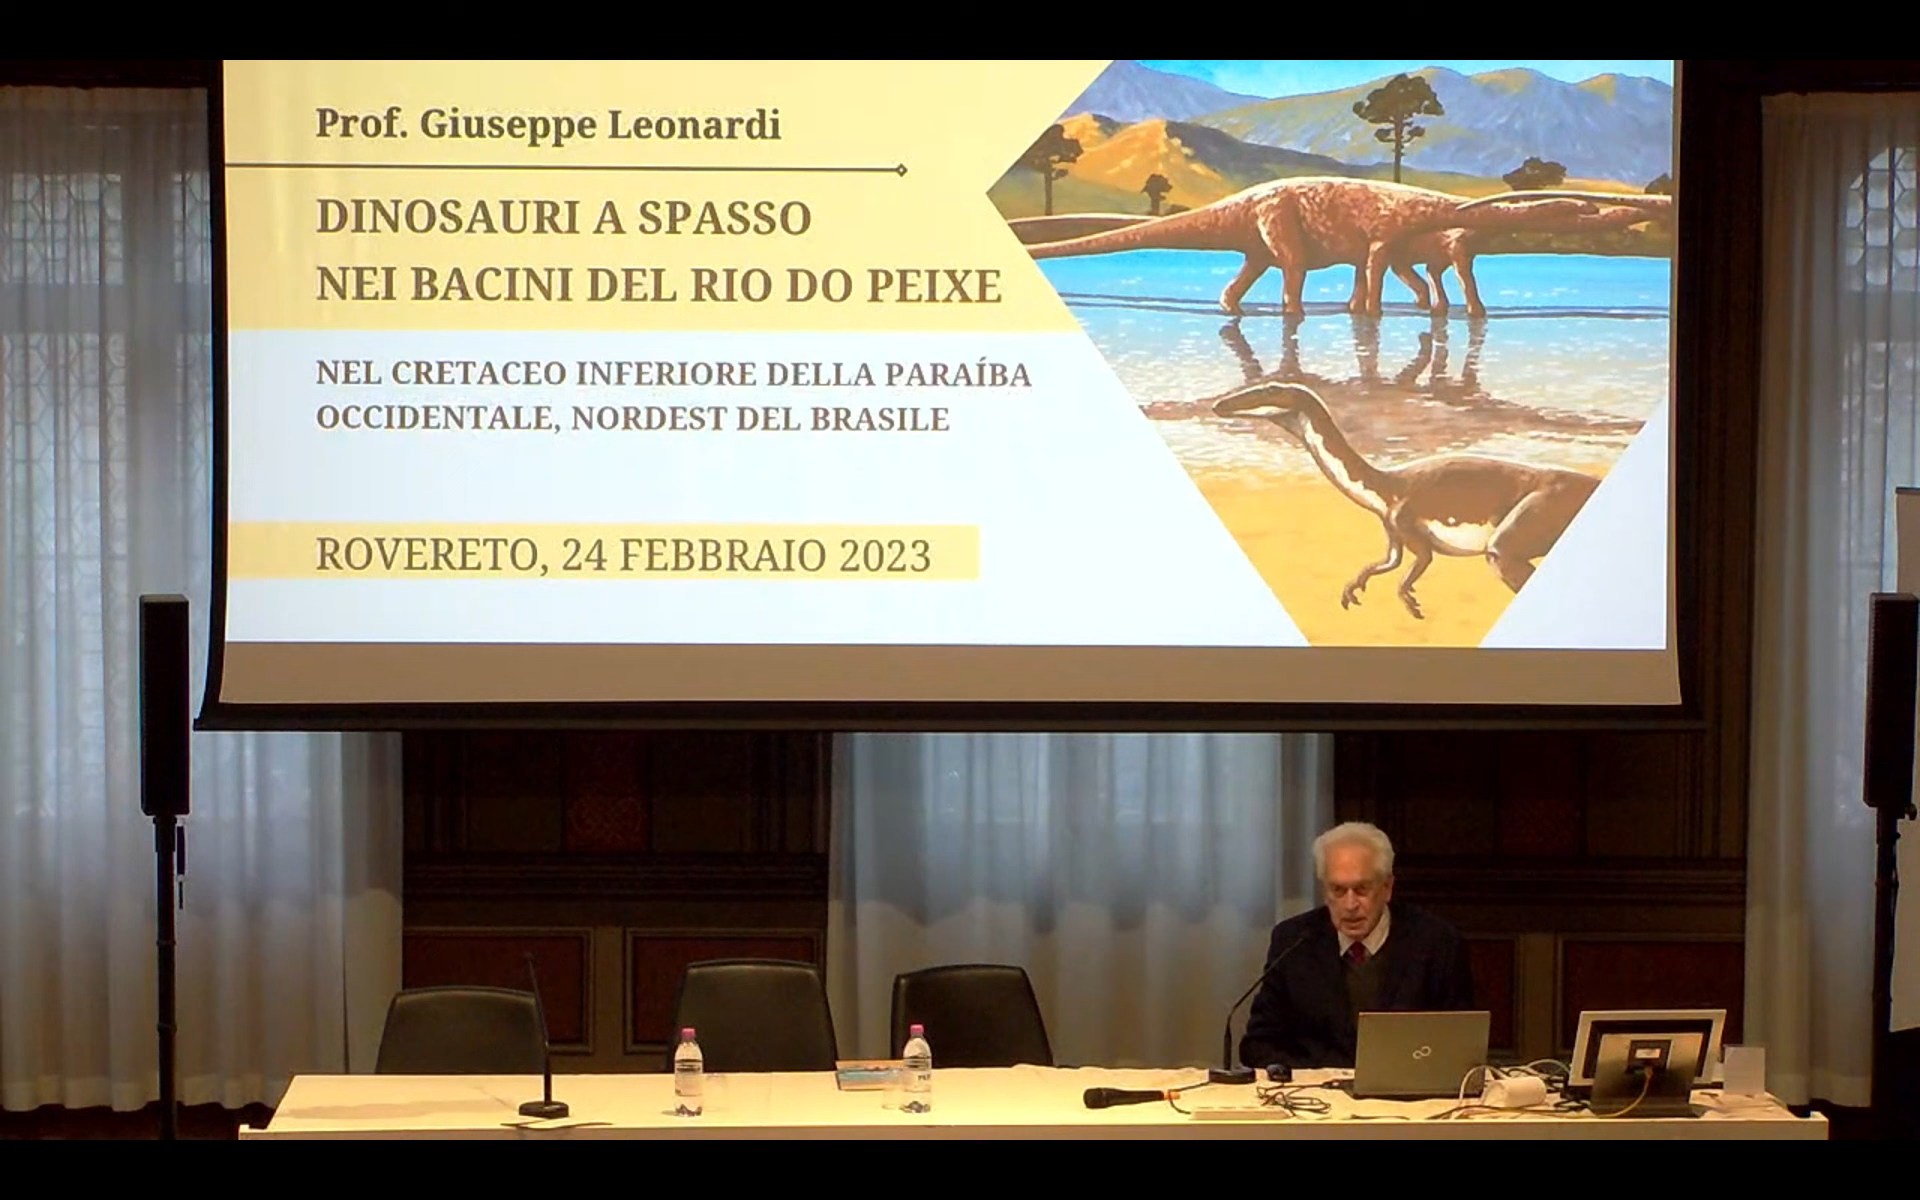 Prof. Giuseppe Leonardi
DINOSAURI A SPASSO
NEI BACINI DEL RIO DO PEIXE
NEL CRETACEO INFERIORE DELLA PARAÍBA
OCCIDENTALE, NORDEST DEL BRASILE
ROVERETO, 24 FEBBRAIO 2023